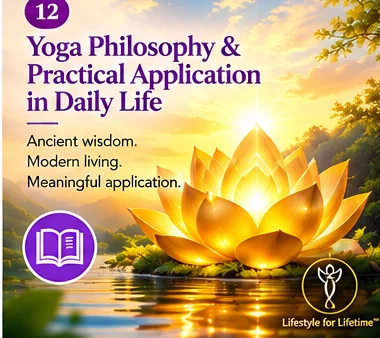 12
Yoga Philosophy &
Practical Application
in Daily Life
Ancient wisdom.
Modern living.
Meaningful application.
Lifestyle for Lifetime™